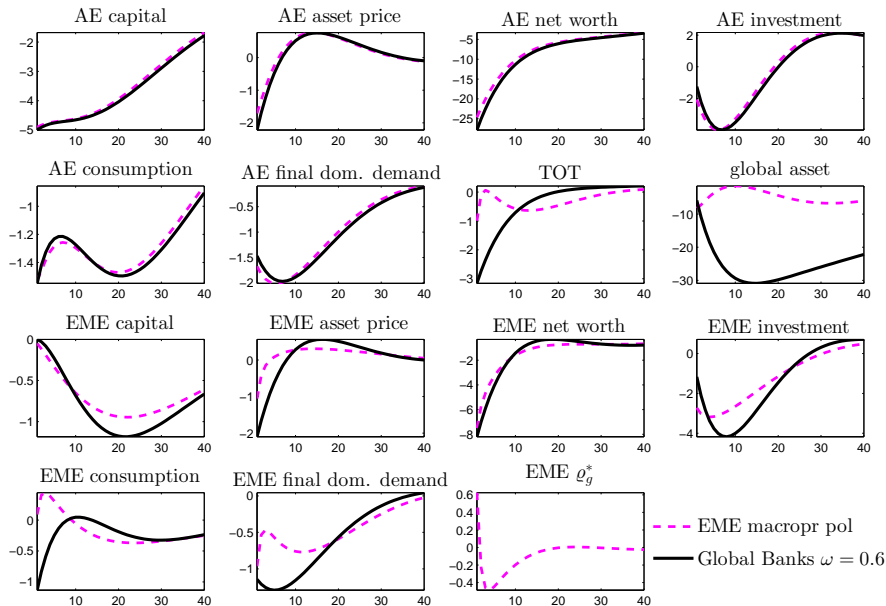 AE capital AE asset price AE net worth AE investment
−2
−3
−4
−5
10 20 30 40
0
−1
−2
10 20 30 40
−5
−10
−15
−20
−25
10 20 30 40
2
0
−2
10 20 30 40
AE consumption AE final dom. demand TOT global asset
−1
−1.2
−1.4
10 20 30 40
−0.5
−1
−1.5
−2
10 20 30 40
0
−1
−2
−3
10 20 30 40
−10
−20
−30
10 20 30 40
EME capital EME asset price EME net worth EME investment
0
−0.5
−1
10 20 30 40
0
−1
−2
10 20 30 40
−2
−4
−6
−8
10 20 30 40
0
−2
−4
10 20 30 40
EME consumption EME final dom. demand EME ϱ*g
0
−0.5
−1
10 20 30 40
0
−0.5
−1
10 20 30 40
0.6
0.4
0.2
0
−0.2
−0.4
10 20 30 40
EME macropr pol
Global Banks ω = 0.6